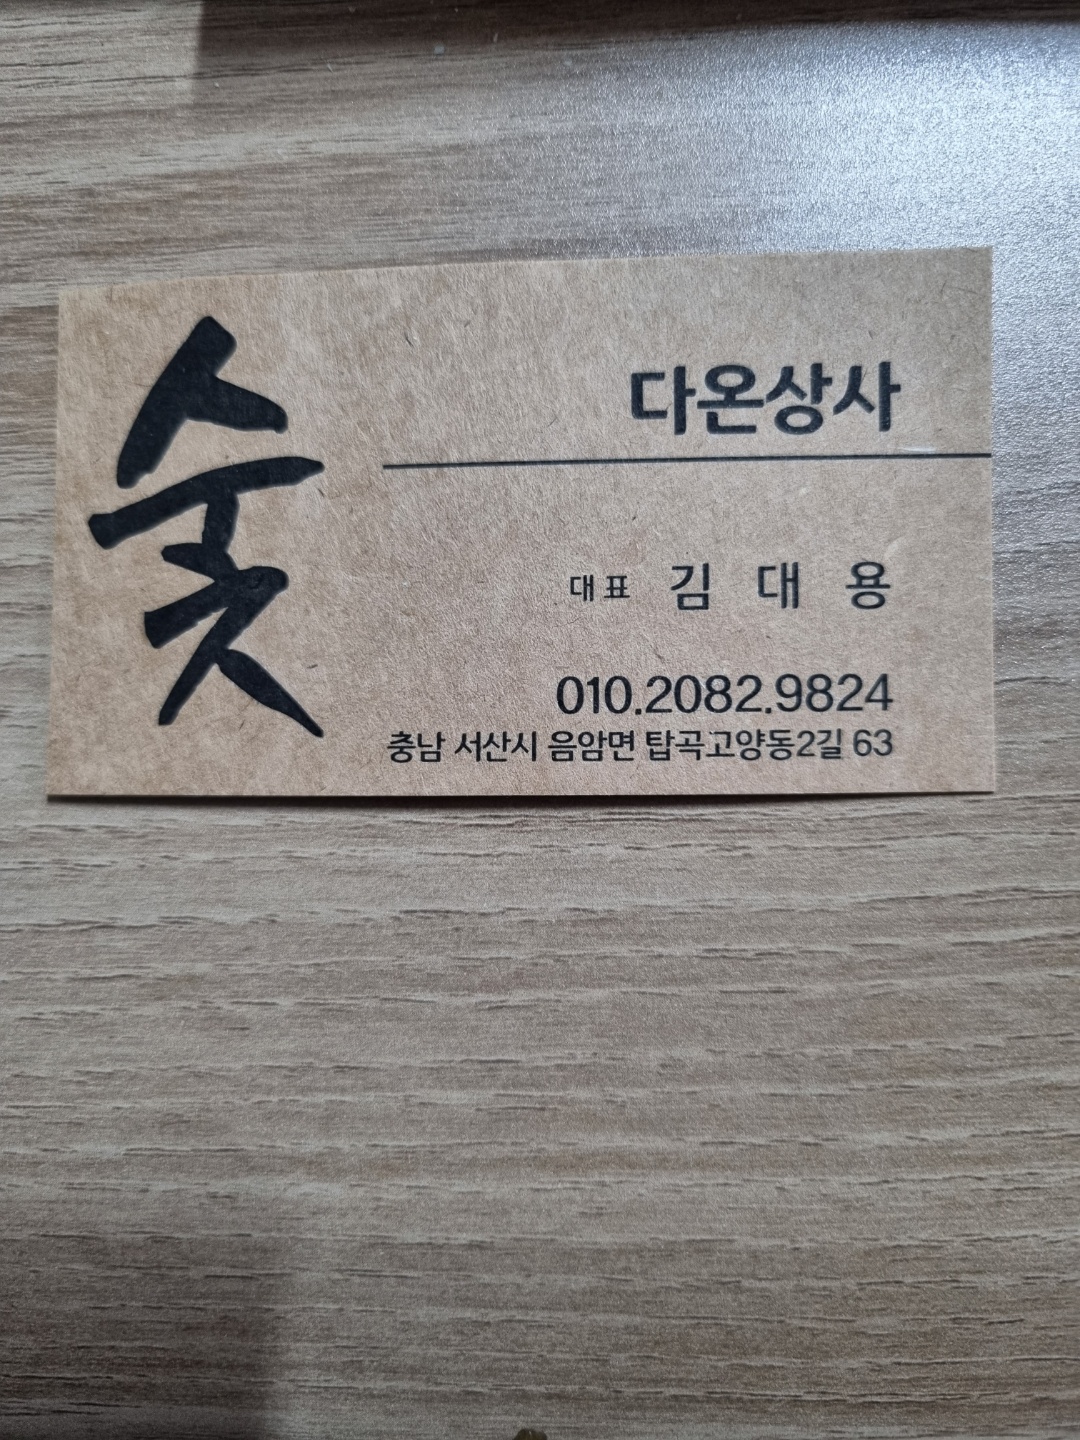 숯
다온상사
대표 김 대 용
010.2082.9824
충남 서산시 음암면 탑곡고양동2길 63